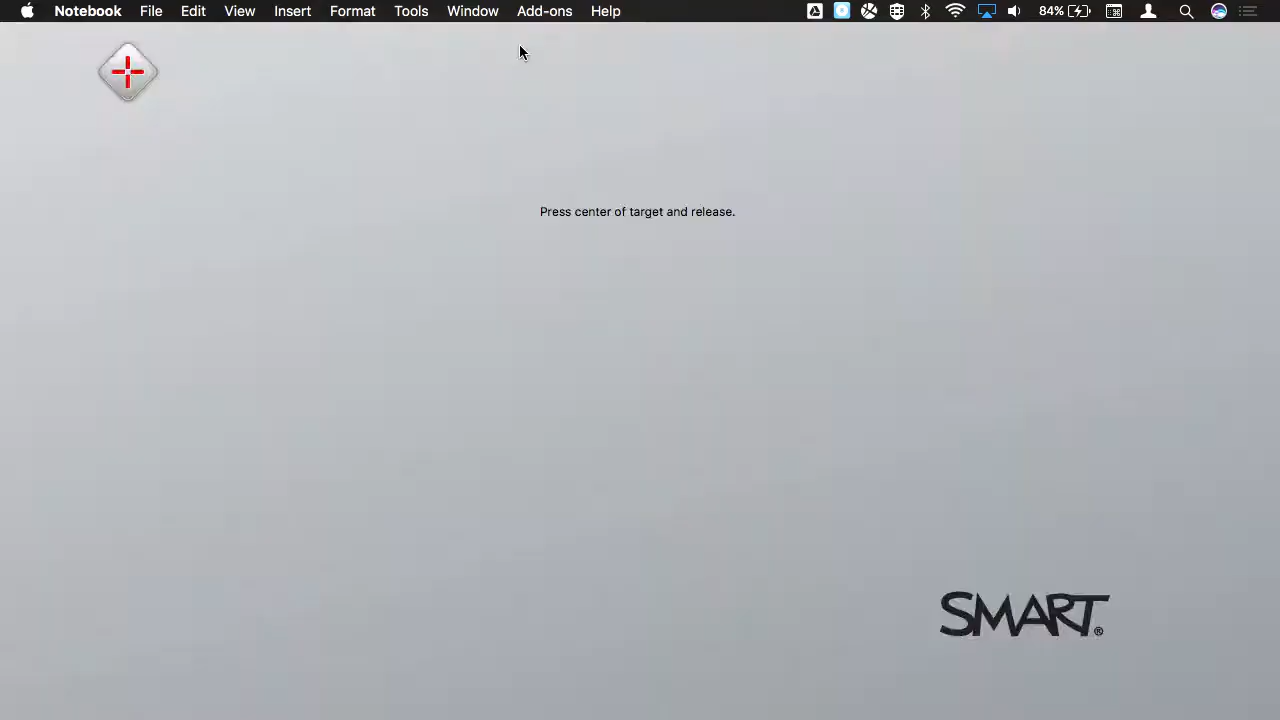 Notebook File Edit View Insert Format Tools Window Add-ons Help 84%
Press center of target and release.
SMART®